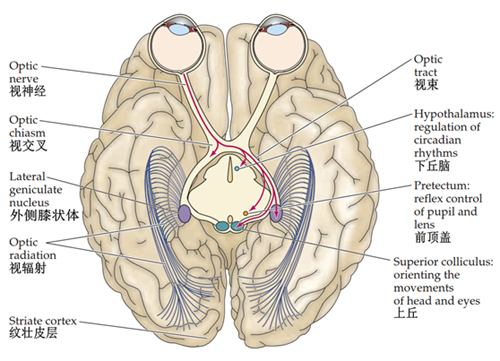 Optic
nerve
视神经
Optic
chiasm
视交叉
Lateral
geniculate
nucleus
外侧膝状体
Optic
radiation
视辐射
Striate cortex
纹壮皮层
Optic
tract
视束
Hypothalamus:
regulation of
circadian
rhythms
下丘脑
Pretectum:
reflex control
of pupil and
lens
前顶盖
Superior colliculus:
orienting the
movements
of head and eyes
上丘